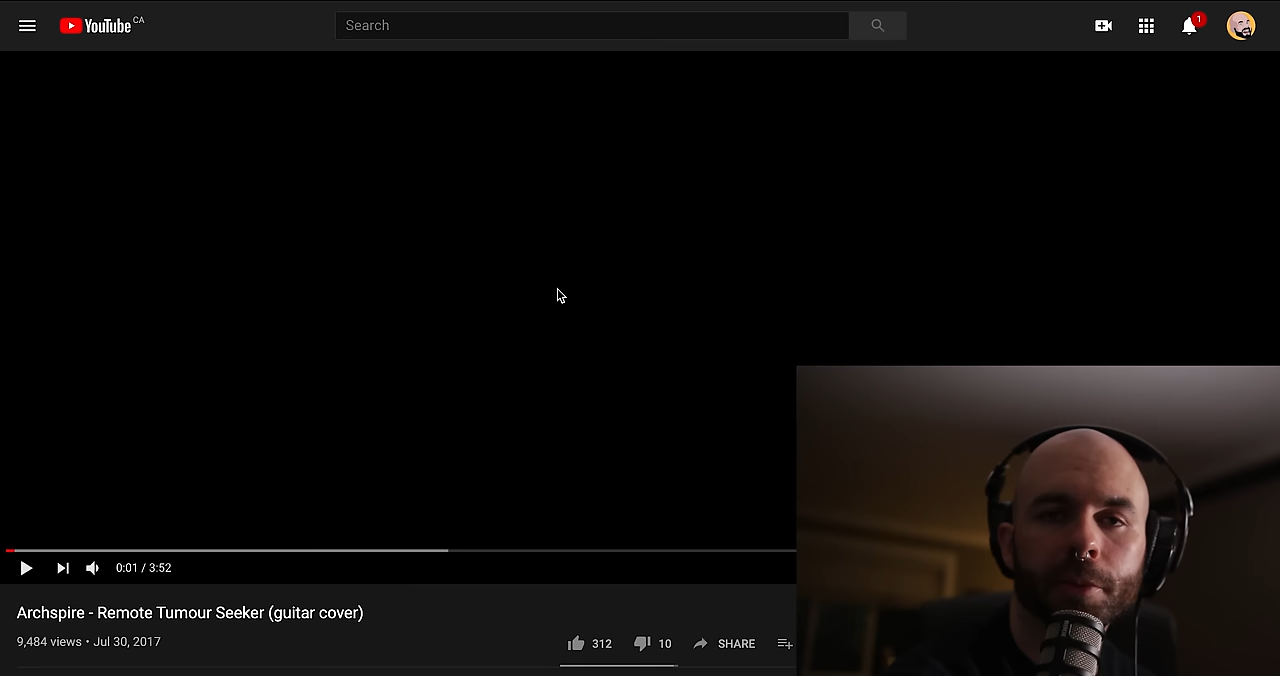 YouTube CA
Search
1
0:01 / 3:52
Archspire - Remote Tumour Seeker (guitar cover)
9,484 views • Jul 30, 2017
312
10
SHARE